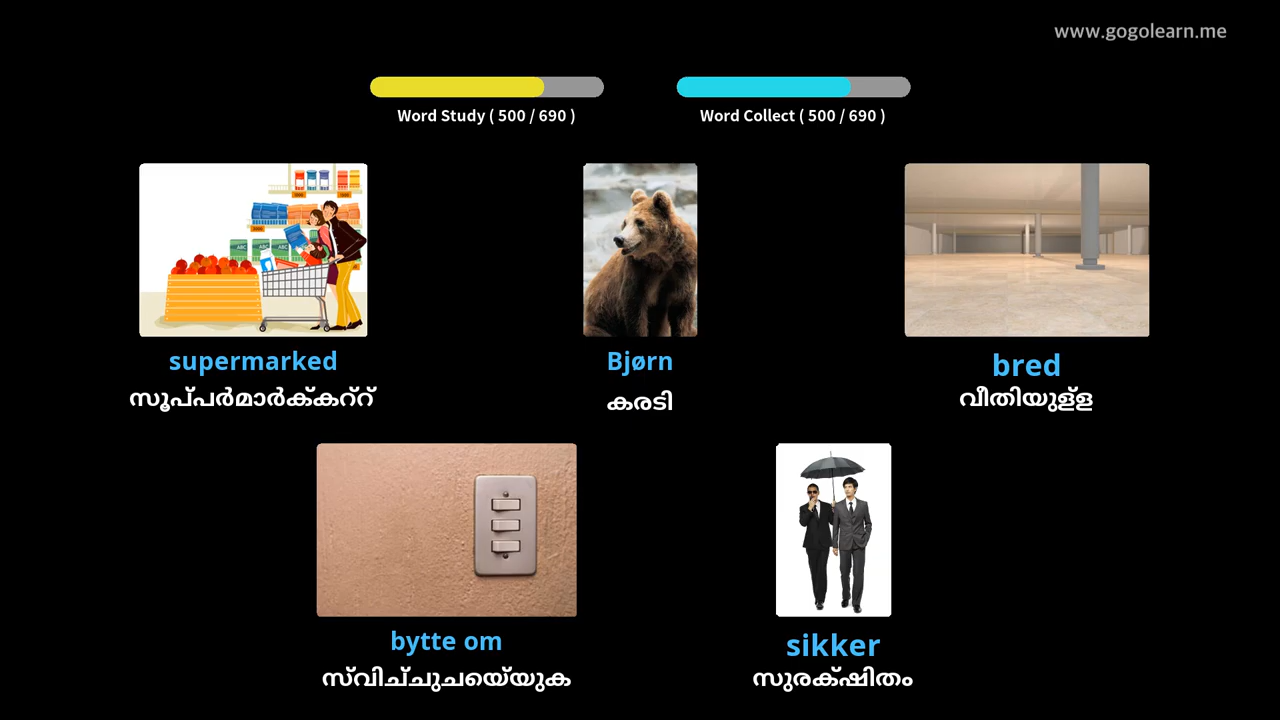 www.gogolearn.me
Word Study ( 500 / 690 )
Word Collect ( 500 / 690 )
supermarked
സൂപ്പർമാർക്കറ്റ്
Bjørn
കരടി
bred
വീതിയുള്ള
bytte om
സ്വിച്ചുചയെ്യുക
sikker
സുരക്ഷിതം